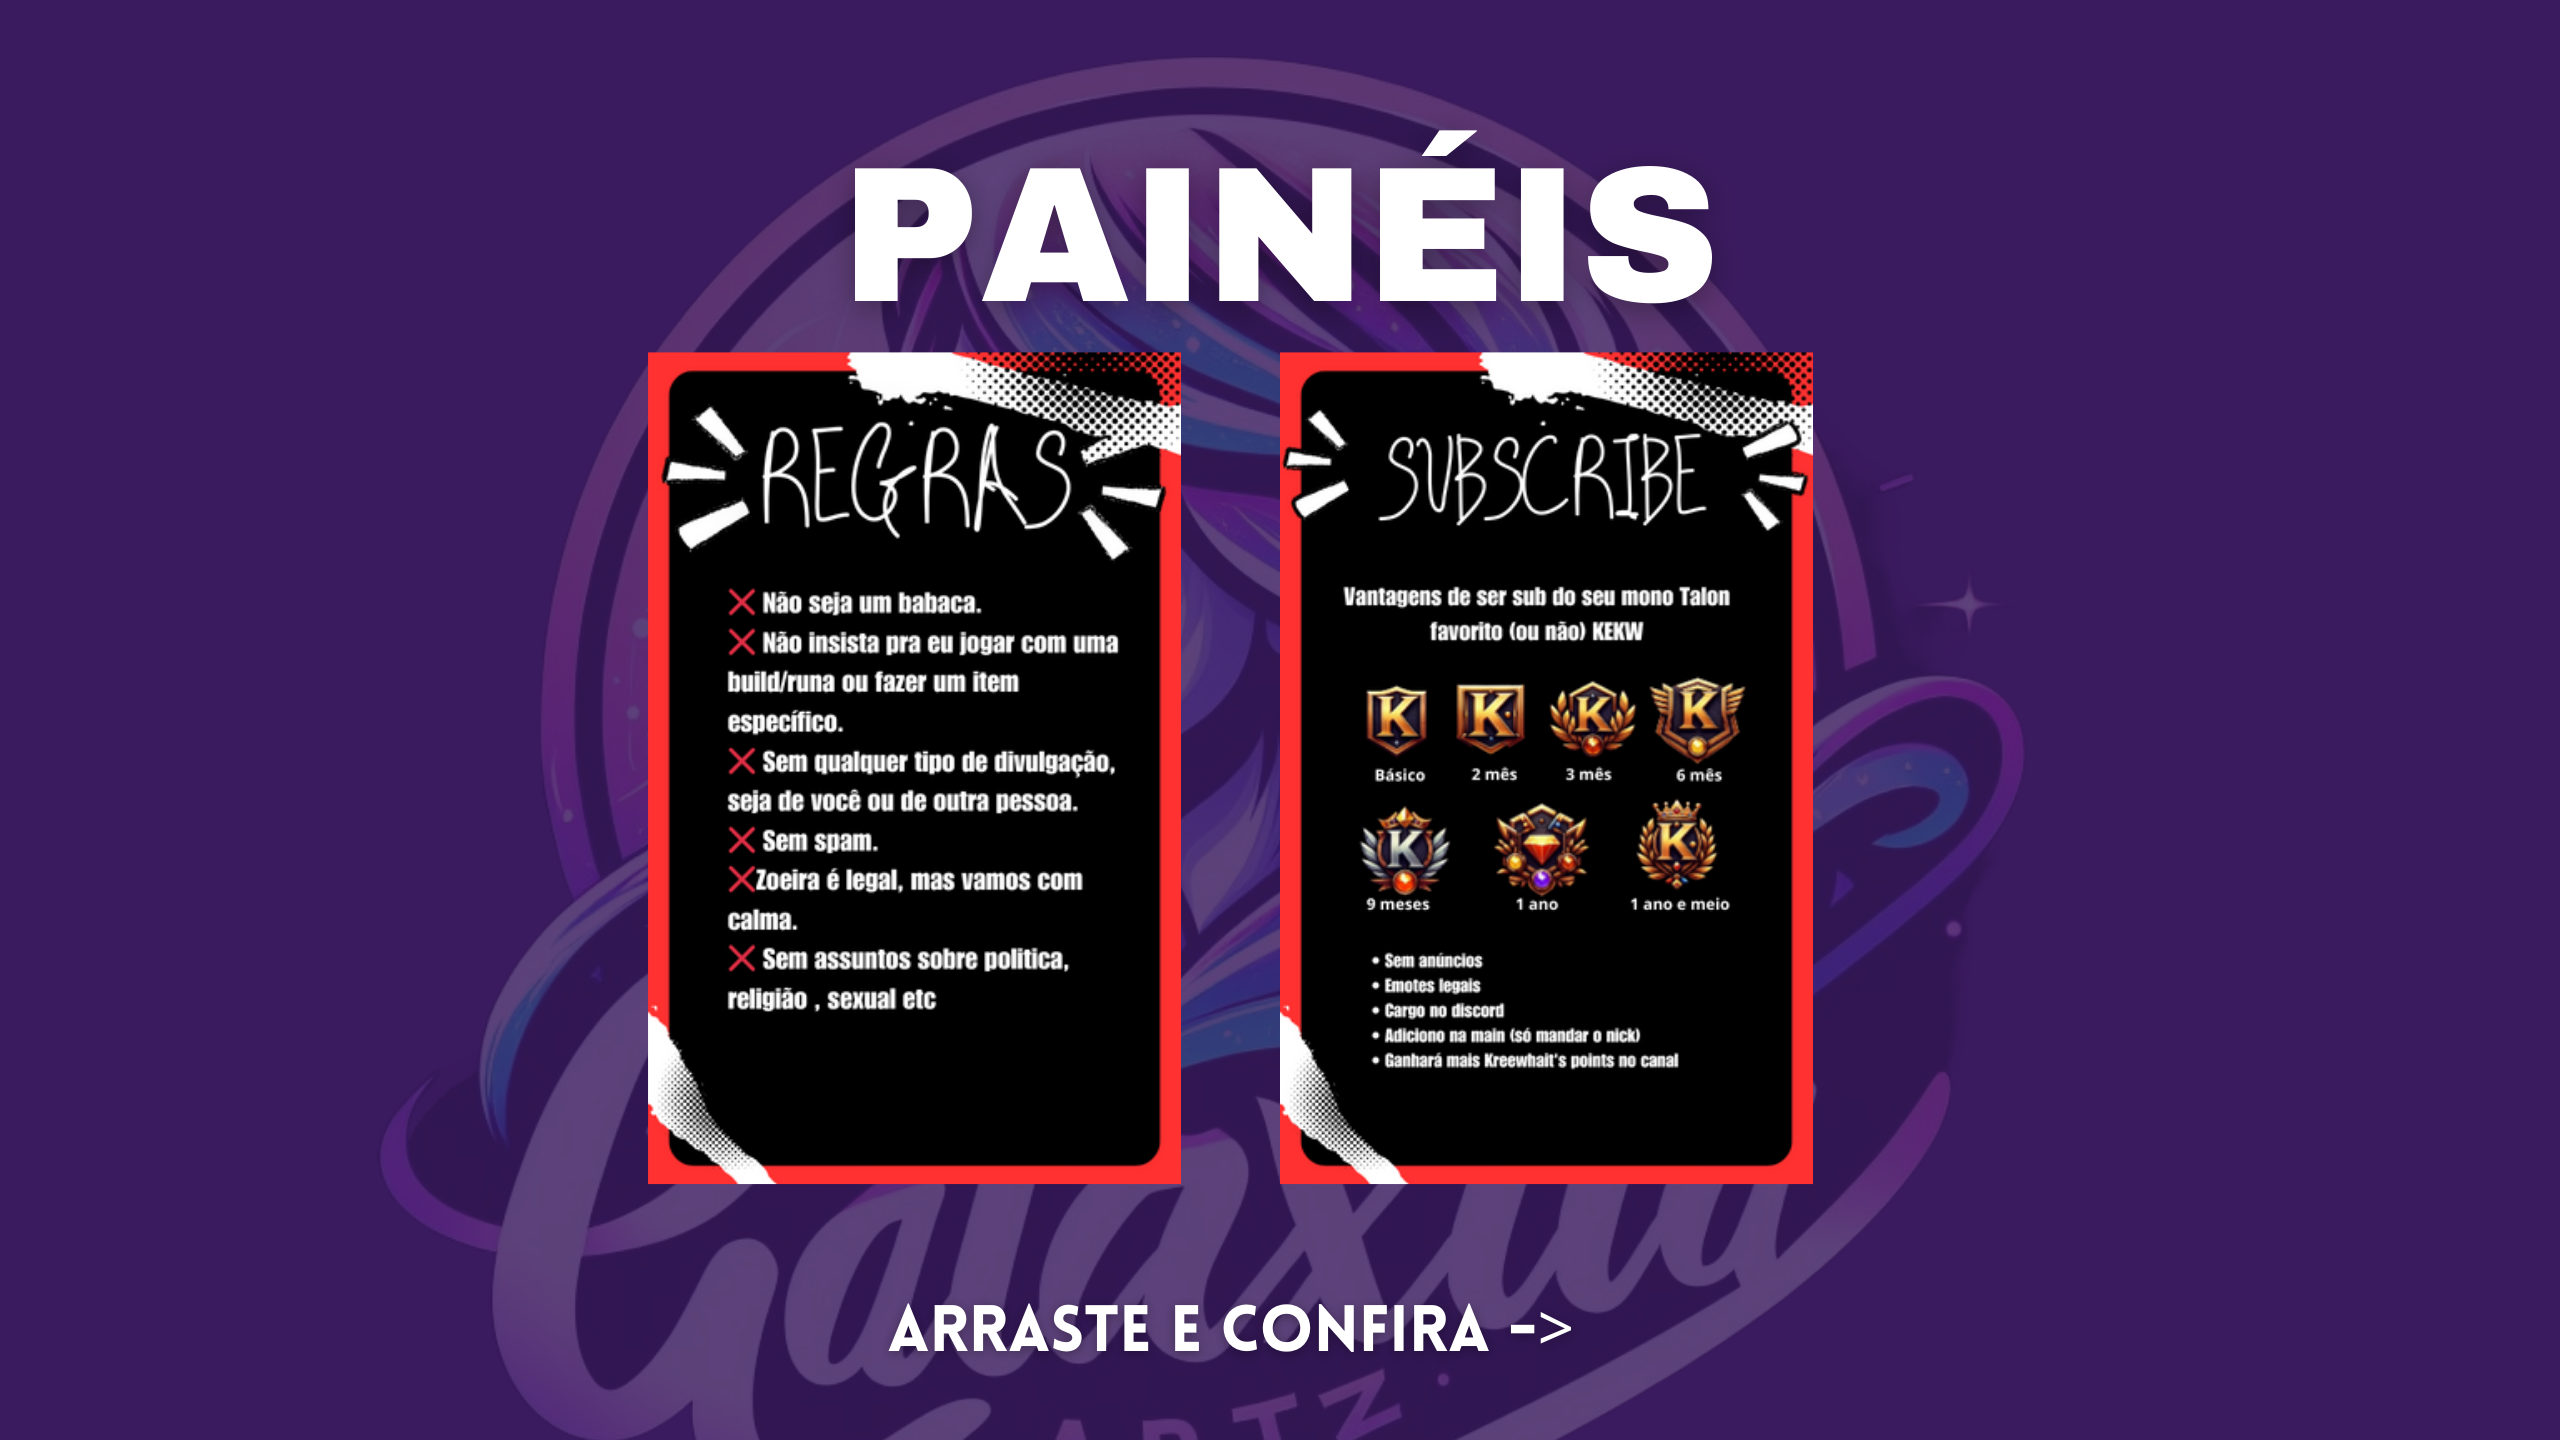 PAINÉIS
REGRAS
❌ Não seja um babaca.
❌ Não insista pra eu jogar com uma
build/runa ou fazer um item
específico.
❌ Sem qualquer tipo de divulgação,
seja de você ou de outra pessoa.
❌ Sem spam.
❌Zoeira é legal, mas vamos com
calma.
❌ Sem assuntos sobre politica,
religião , sexual etc
SUBSCRIBE
Vantagens de ser sub do seu mono Talon
favorito (ou não) KEKW
K K K K
Básico 2 mês 3 mês 6 mês
K K
9 meses 1 ano 1 ano e meio
• Sem anúncios
• Emotes legais
• Cargo no discord
• Adiciono na main (só mandar o nick)
• Ganhará mais Kreewhait's points no canal
ARRASTE E CONFIRA ->